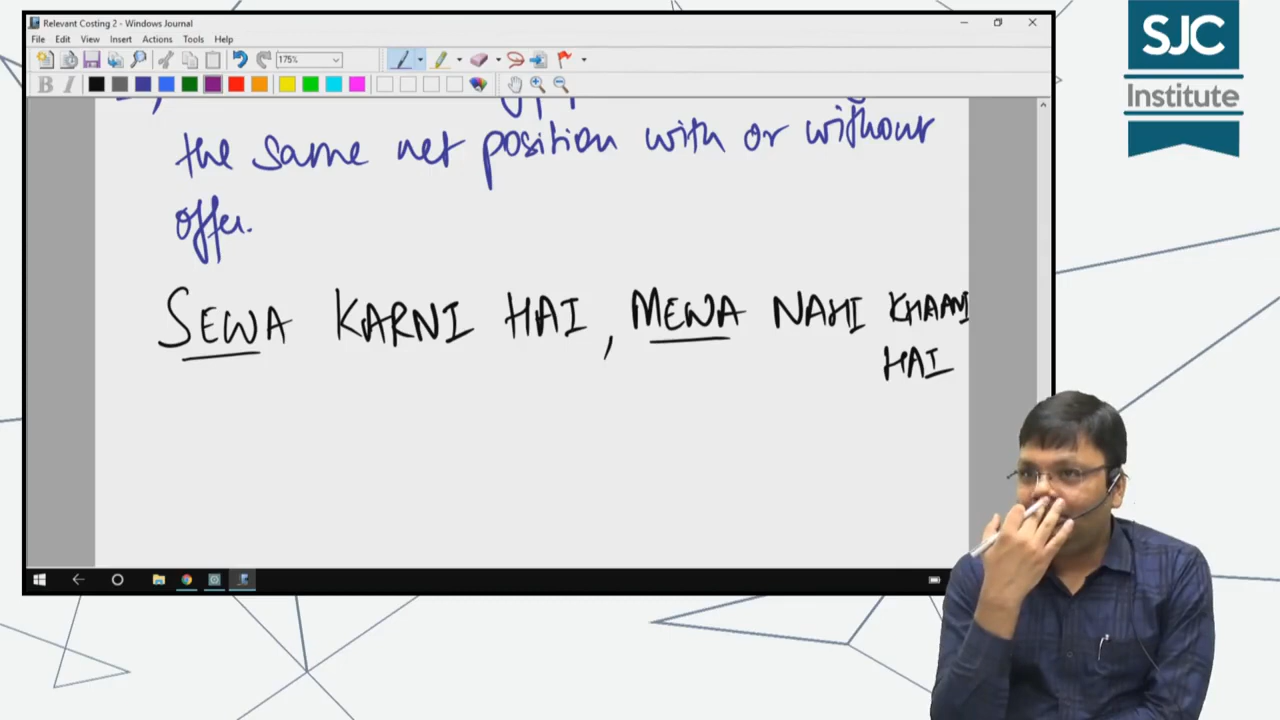 Relevant Costing 2 - Windows Journal
File Edit View Insert Actions Tools Help
175%
B I
the same net position with or without
offer.
SEWA KARNI HAI, MEWA NAHI KHAANI
HAI
SJC
Institute